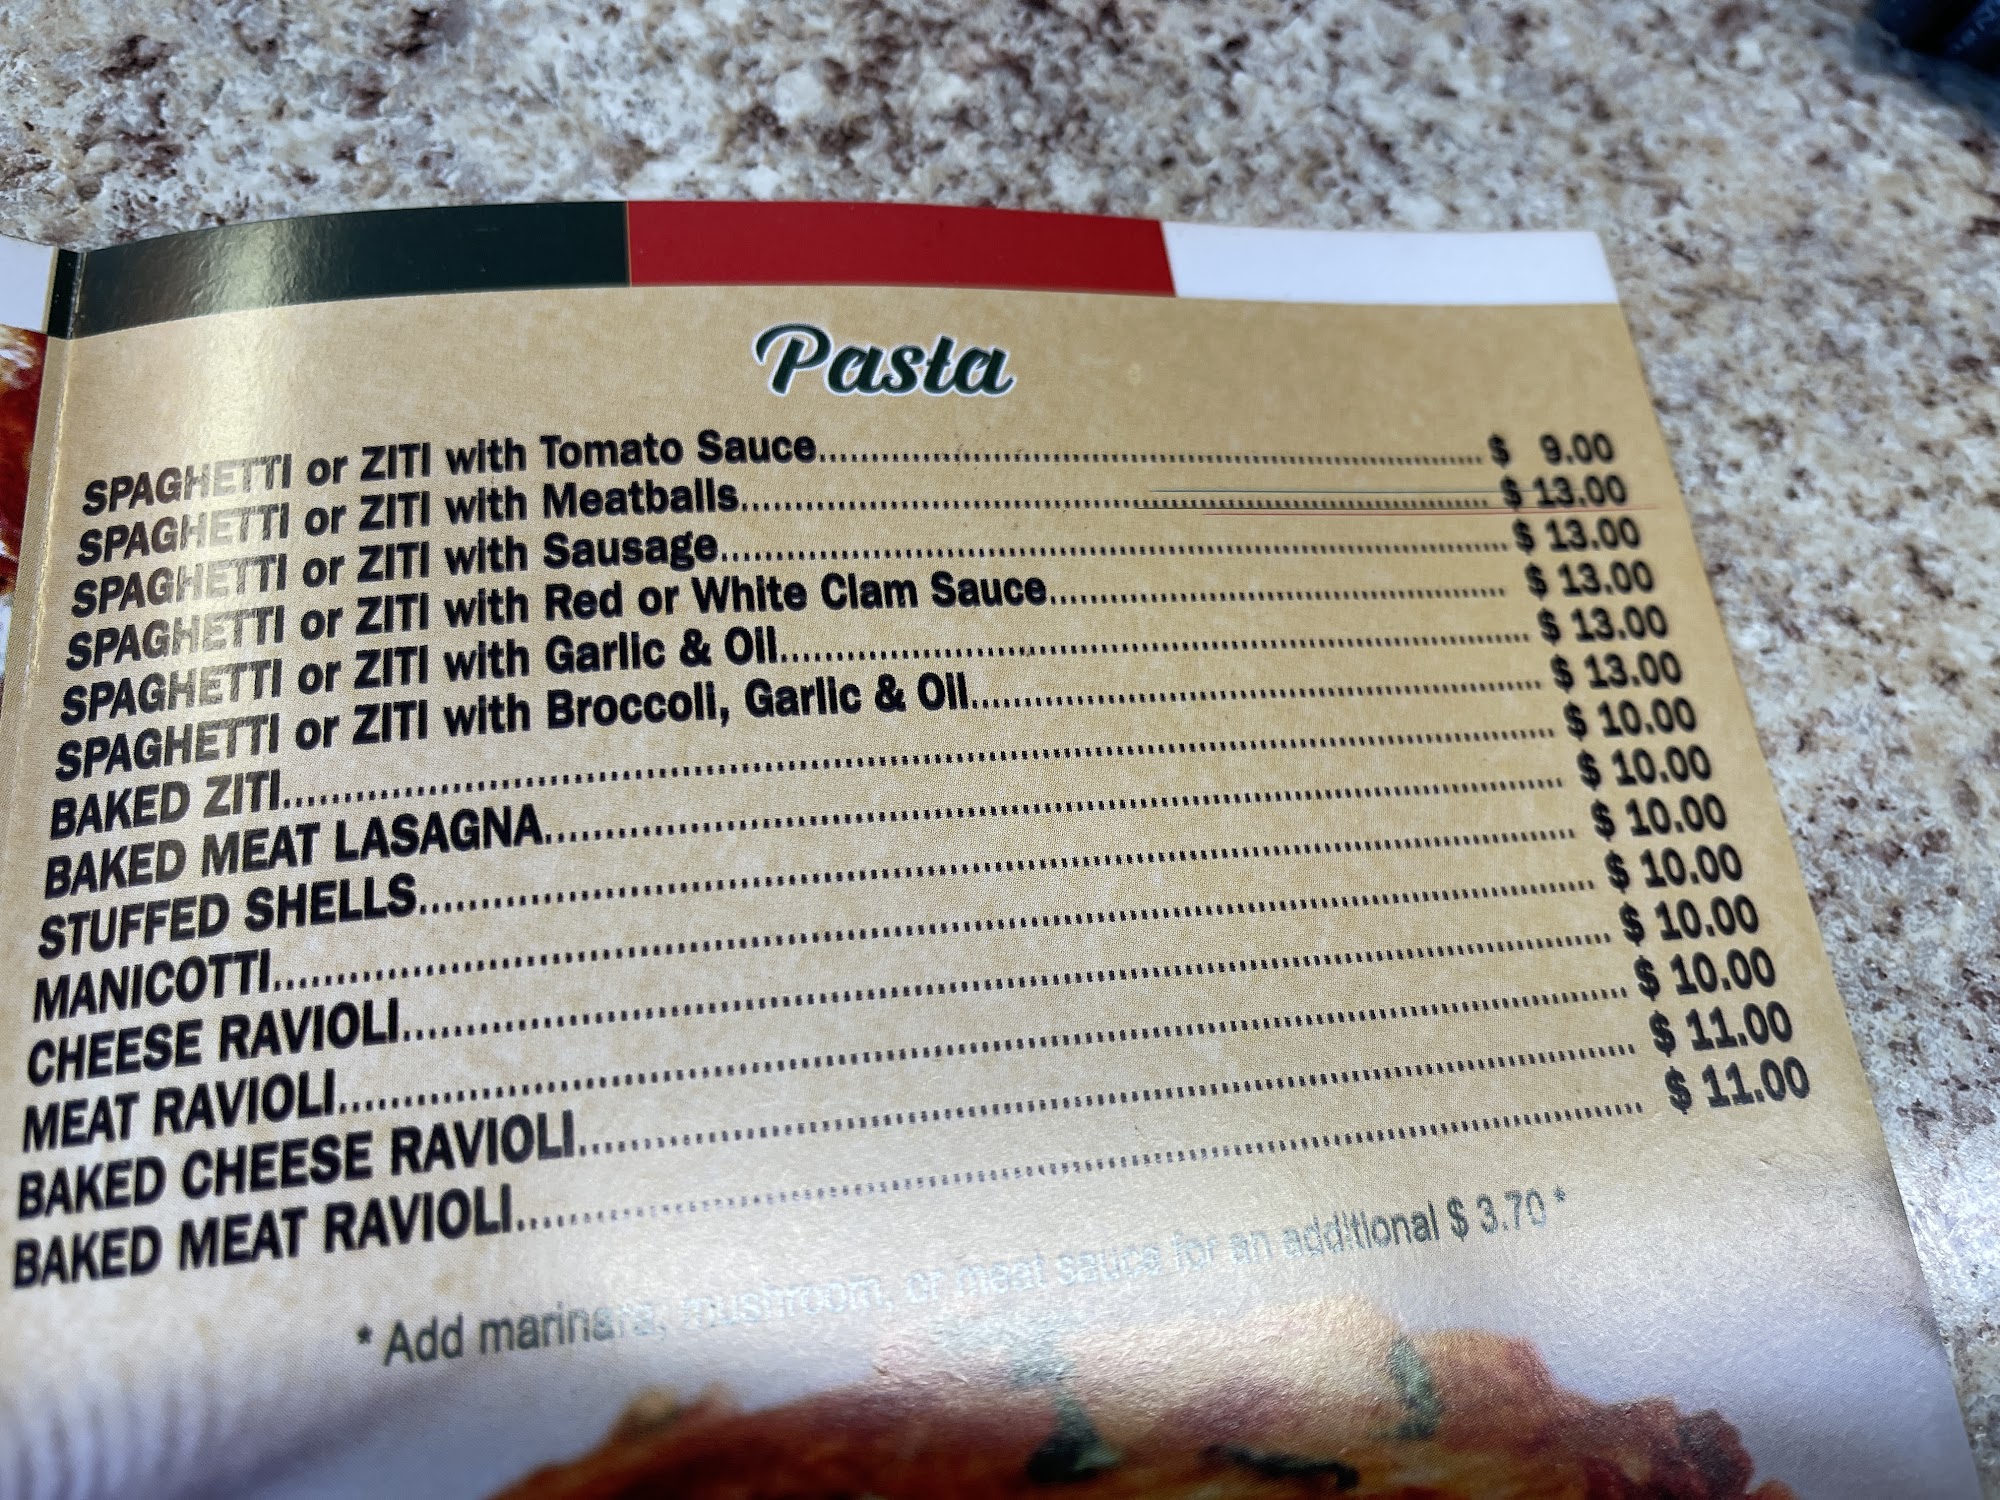 Pasta
SPAGHETTI or ZITI with Tomato Sauce..........$ 9.00
SPAGHETTI or ZITI with Meatballs..........$ 13.00
SPAGHETTI or ZITI with Sausage..........$ 13.00
SPAGHETTI or ZITI with Red or White Clam Sauce..........$ 13.00
SPAGHETTI or ZITI with Garlic & Oil..........$ 13.00
SPAGHETTI or ZITI with Broccoli, Garlic & Oil..........$ 13.00
BAKED ZITI..........$ 10.00
BAKED MEAT LASAGNA..........$ 10.00
STUFFED SHELLS..........$ 10.00
MANICOTTI..........$ 10.00
CHEESE RAVIOLI..........$ 10.00
MEAT RAVIOLI..........$ 10.00
BAKED CHEESE RAVIOLI..........$ 11.00
BAKED MEAT RAVIOLI..........$ 11.00
* Add marinara, mushroom, or meat sauce for an additional $ 3.70 *